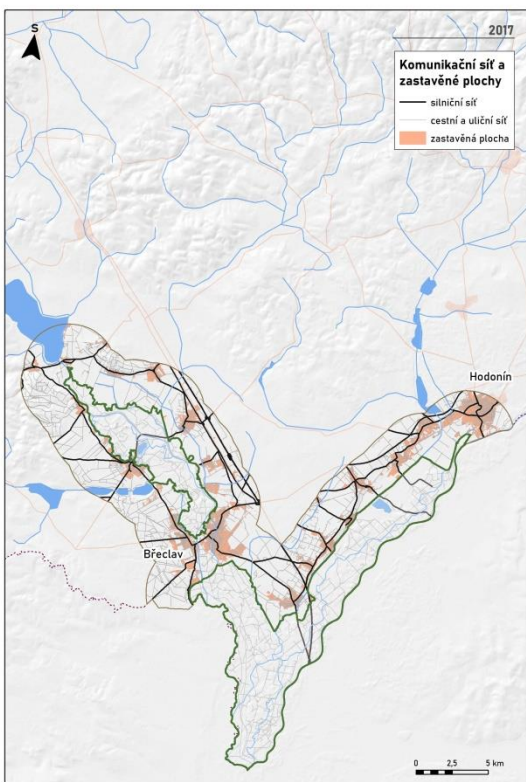 S
2017
Komunikační síť a
zastavěné plochy
silniční síť
cestní a uliční síť
zastavěná plocha
Hodonín
Břeclav
0 2,5 5 km